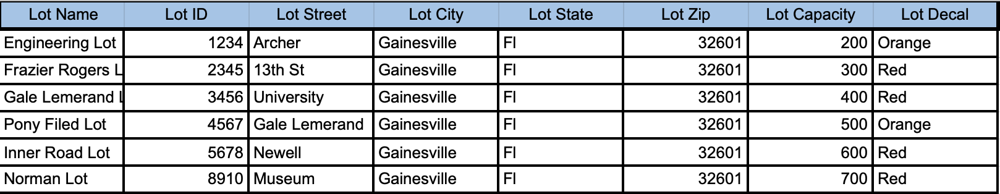 Lot Name Lot ID Lot Street Lot City Lot State Lot Zip Lot Capacity Lot Decal
Engineering Lot 1234 Archer Gainesville Fl 32601 200 Orange
Frazier Rogers L 2345 13th St Gainesville Fl 32601 300 Red
Gale Lemerand L 3456 University Gainesville Fl 32601 400 Red
Pony Filed Lot 4567 Gale Lemerand Gainesville Fl 32601 500 Orange
Inner Road Lot 5678 Newell Gainesville Fl 32601 600 Red
Norman Lot 8910 Museum Gainesville Fl 32601 700 Red